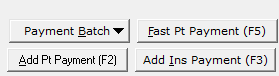 Payment Batch Fast Pt Payment (F5)
Add Pt Payment (F2) Add Ins Payment (F3)